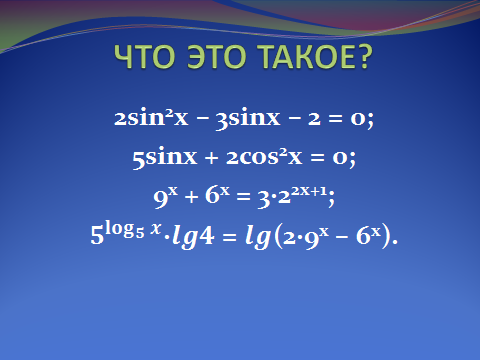 ЧТО ЭТО ТАКОЕ?
2sin²x – 3sinx – 2 = 0;
5sinx + 2cos²x = 0;
9ˣ + 6ˣ = 3·2²ˣ⁺¹;
5^{log₅ 𝑥}·𝑙𝑔4 = 𝑙𝑔(2·9ˣ – 6ˣ).